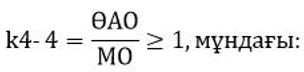 k4- 4 = ӨАО / МО ≥ 1, мұндағы: